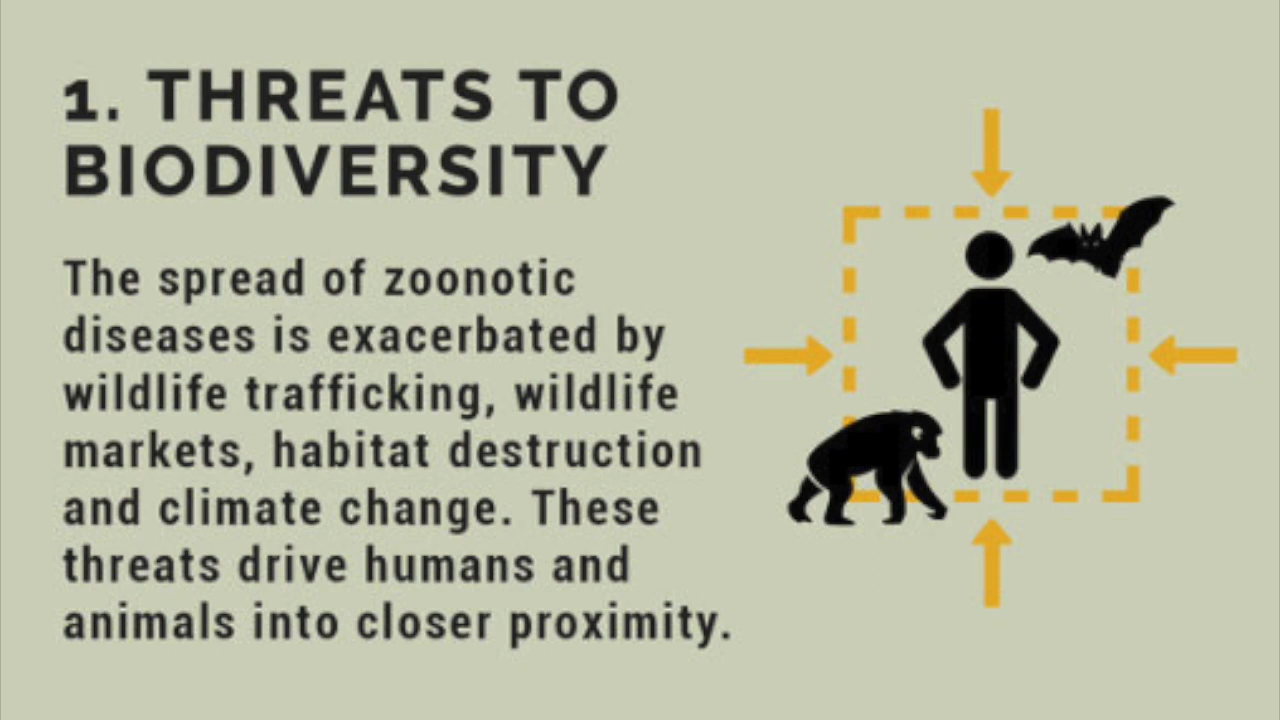 1. THREATS TO
BIODIVERSITY
The spread of zoonotic
diseases is exacerbated by
wildlife trafficking, wildlife
markets, habitat destruction
and climate change. These
threats drive humans and
animals into closer proximity.